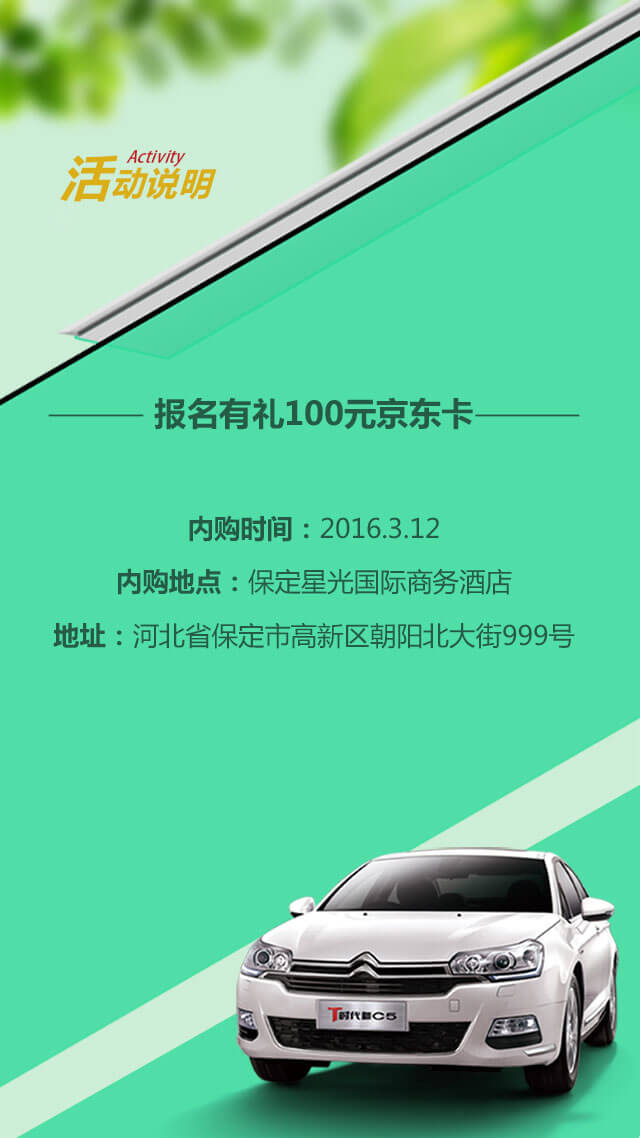 Activity
活动说明
报名有礼100元京东卡
内购时间：2016.3.12
内购地点：保定星光国际商务酒店
地址：河北省保定市高新区朝阳北大街999号
T时代新C5